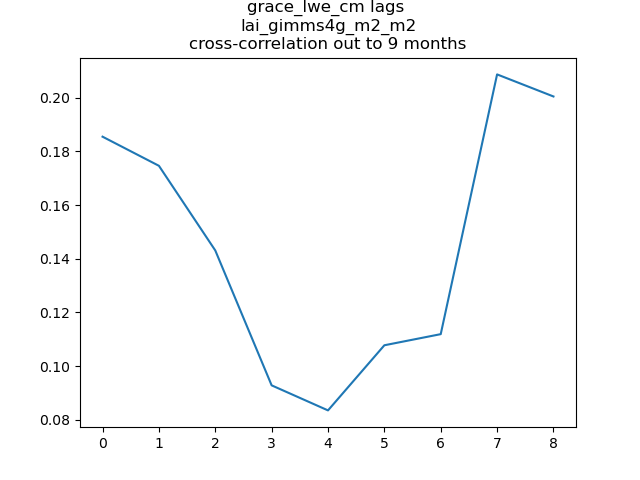 grace_lwe_cm lags
lai_gimms4g_m2_m2
cross-correlation out to 9 months
0.20
0.18
0.16
0.14
0.12
0.10
0.08
0 1 2 3 4 5 6 7 8